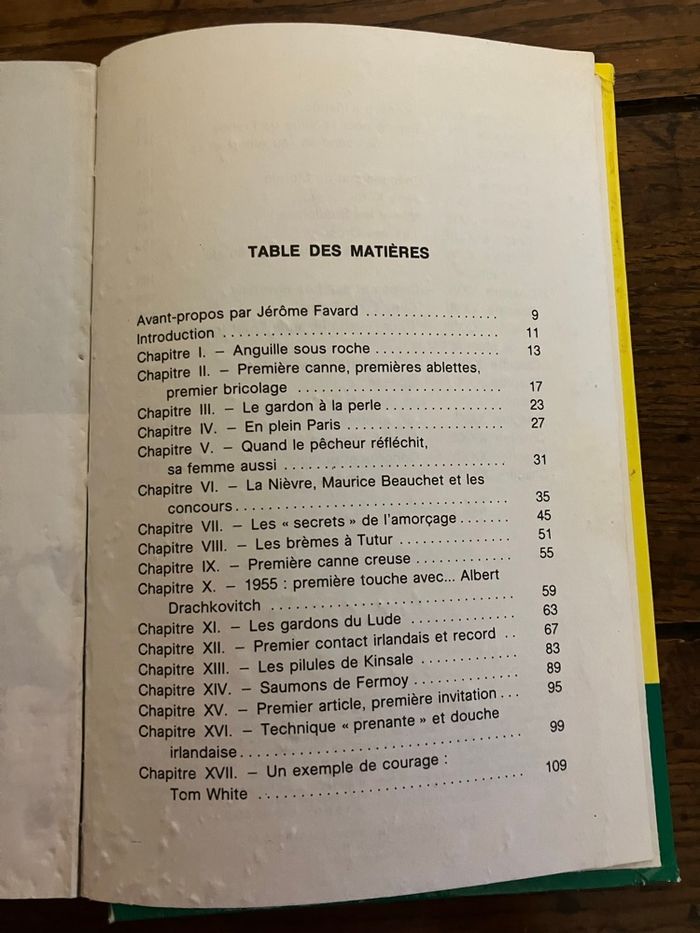 TABLE DES MATIÈRES
Avant-propos par Jérôme Favard .................. 9
Introduction .................................... 11
Chapitre I. – Anguille sous roche ................ 13
Chapitre II. – Première canne, premières ablettes,
premier bricolage ............................ 17
Chapitre III. – Le gardon à la perle ............... 23
Chapitre IV. – En plein Paris ..................... 27
Chapitre V. – Quand le pêcheur réfléchit,
sa femme aussi .............................. 31
Chapitre VI. – La Nièvre, Maurice Beauchet et les
concours .................................... 35
Chapitre VII. – Les « secrets » de l'amorçage ....... 45
Chapitre VIII. – Les brèmes à Tutur ............... 51
Chapitre IX. – Première canne creuse ............. 55
Chapitre X. – 1955 : première touche avec... Albert
Drachkovitch ................................ 59
Chapitre XI. – Les gardons du Lude ............... 63
Chapitre XII. – Premier contact irlandais et record .. 67
Chapitre XIII. – Les pilules de Kinsale ............. 83
Chapitre XIV. – Saumons de Fermoy .............. 89
Chapitre XV. – Premier article, première invitation ... 95
Chapitre XVI. – Technique « prenante » et douche
irlandaise ................................... 99
Chapitre XVII. – Un exemple de courage :
Tom White .................................. 109